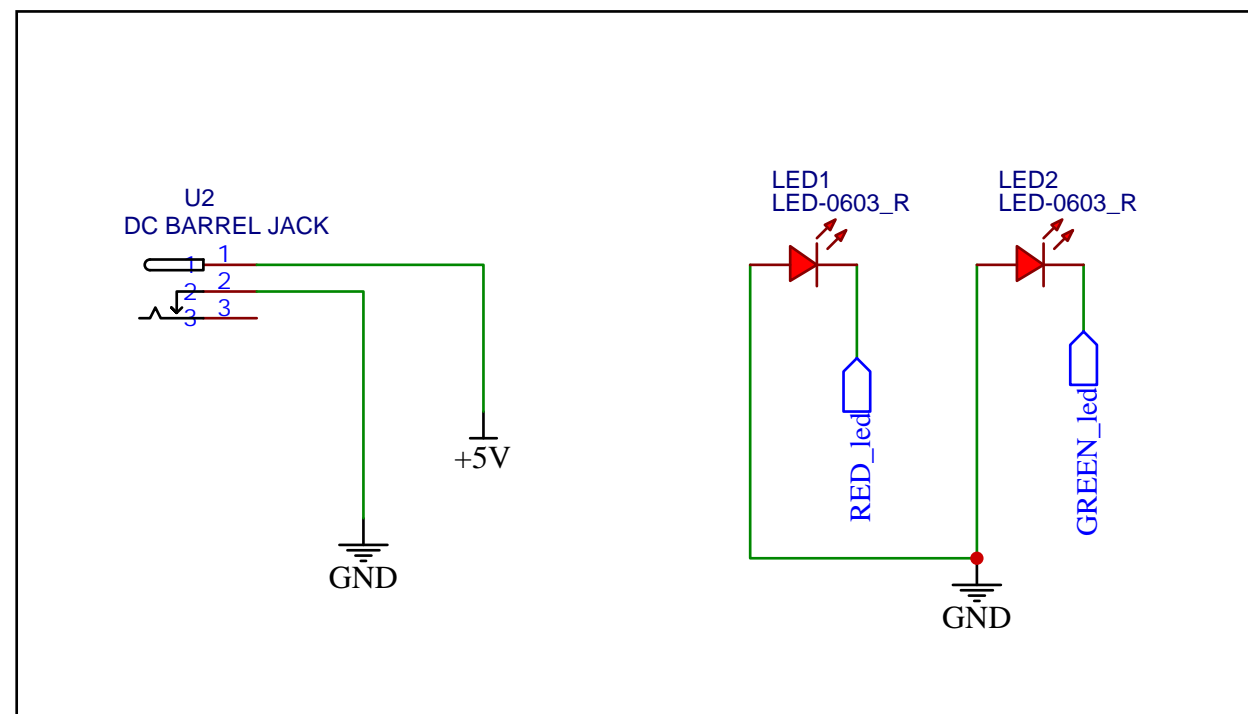 U2
DC BARREL JACK
1 1
2 2
3 3
+5V
GND
LED1
LED-0603_R
LED2
LED-0603_R
RED_led
GREEN_led
GND